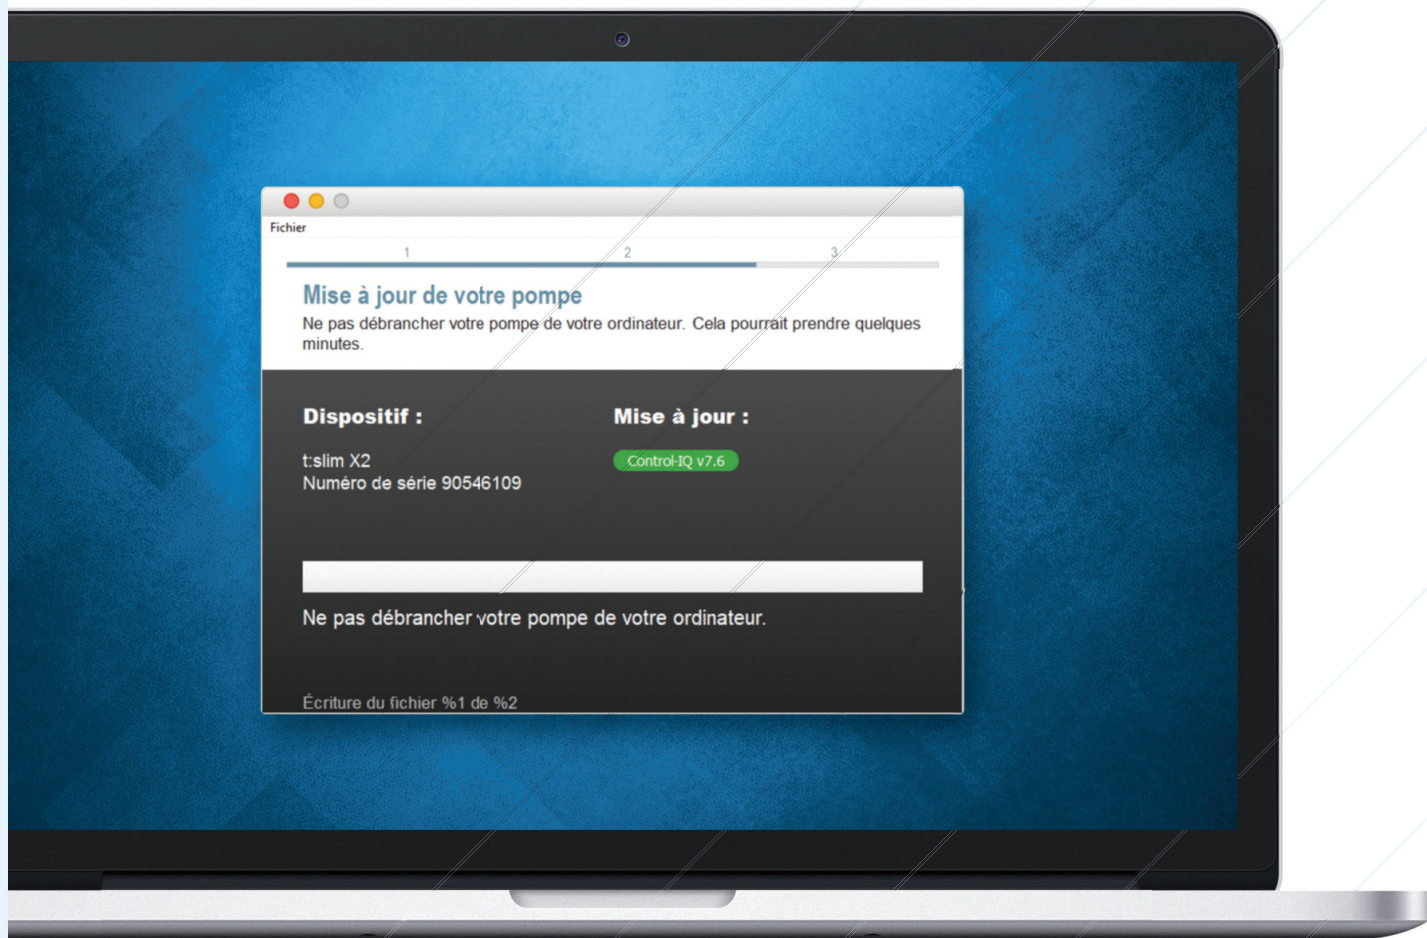 Fichier
1 2 3
Mise à jour de votre pompe
Ne pas débrancher votre pompe de votre ordinateur. Cela pourrait prendre quelques
minutes.
Dispositif :
Mise à jour :
t:slim X2
Control-IQ v7.6
Numéro de série 90546109
Ne pas débrancher votre pompe de votre ordinateur.
Écriture du fichier %1 de %2